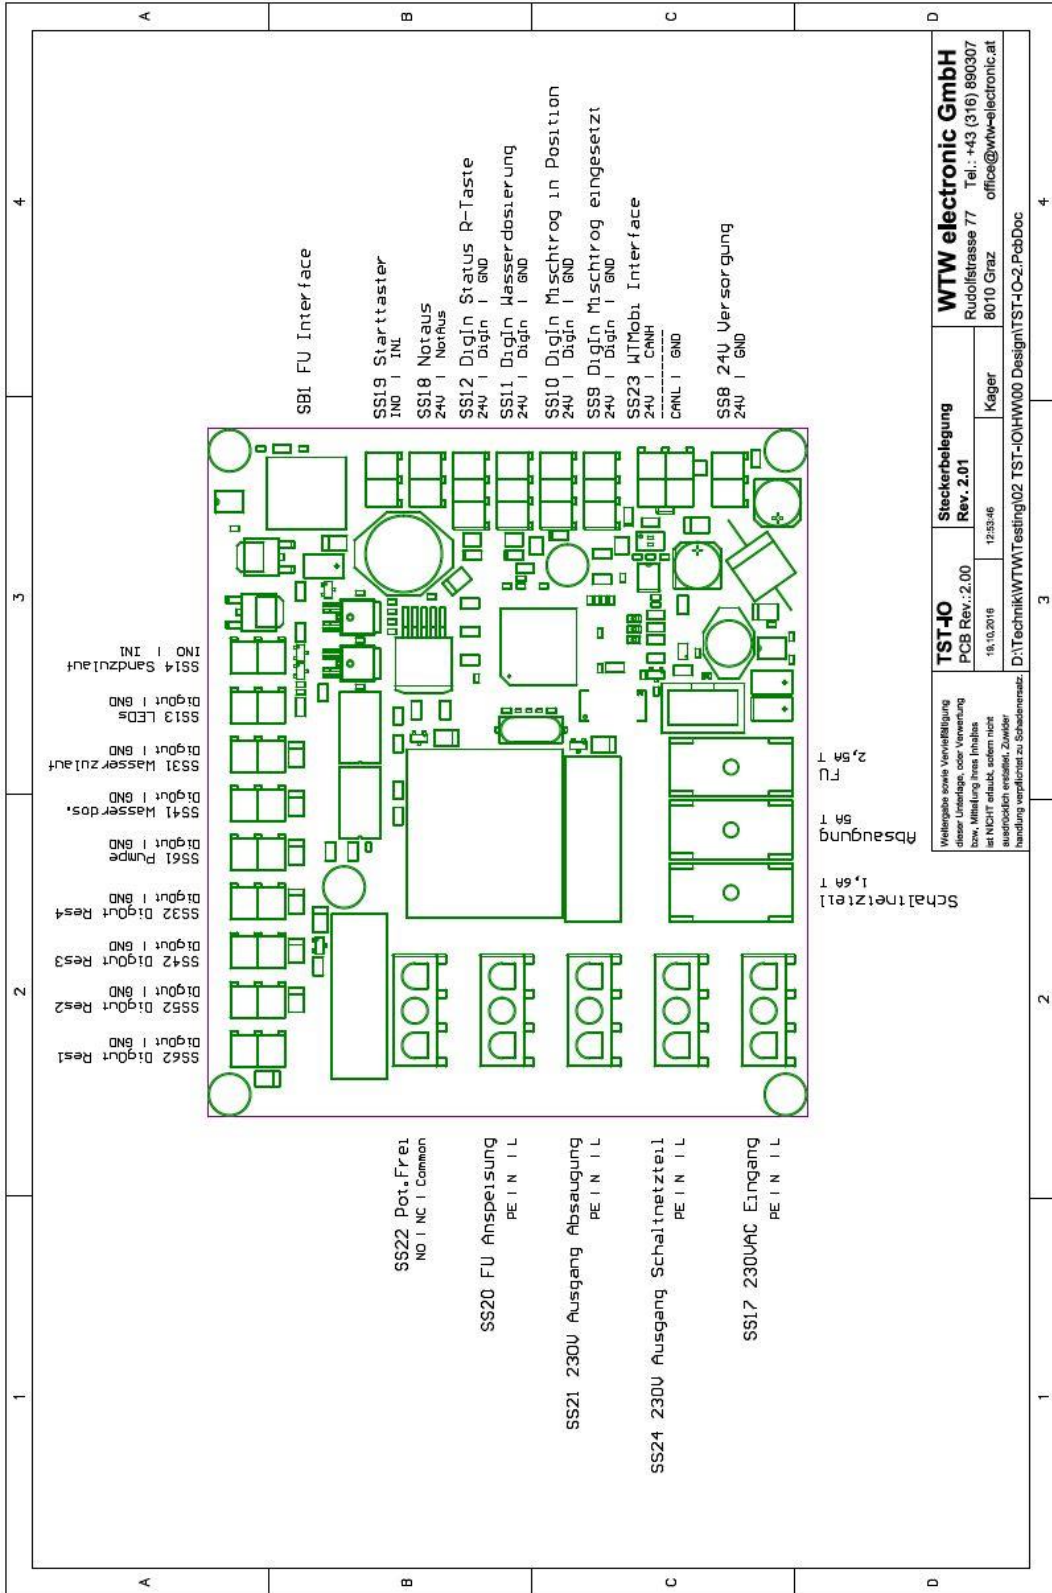 1
2
3
4
A
B
C
D
SS62 DigOut Res1
DigOut | GND
SS52 DigOut Res2
DigOut | GND
SS42 DigOut Res3
DigOut | GND
SS32 DigOut Res4
DigOut | GND
SS61 Pumpe
DigOut | GND
SS41 Wasser dos.
DigOut | GND
SS31 Wasserzulauf
DigOut | GND
SS13 LEDs
DigOut | GND
SS14 Sandzulauf
IN0 | IN1
SB1 FU Interface
SS19 Starttaster
IN0 | IN1
SS18 Notaus
24V | NotAus
SS12 DigIn Status R-Taste
24V | DigIn | GND
SS11 DigIn Wasserdosierung
24V | DigIn | GND
SS10 DigIn Mischtrog in Position
24V | DigIn | GND
SS9 DigIn Mischtrog eingesetzt
24V | DigIn | GND
SS23 WTMobi Interface
24V | CANH
------------
CANL | GND
SS8 24V Versorgung
24V | GND
SS22 Pot.Frei
NO | NC | Common
SS20 FU Anspeisung
PE | N | L
SS21 230V Ausgang Absaugung
PE | N | L
SS24 230V Ausgang Schaltnetzteil
PE | N | L
SS17 230VAC Eingang
PE | N | L
Schaltnetzteil
1,6A T
Absaugung
5A T
FU
2,5A T
Weitergabe sowie Vervielfältigung
dieser Unterlage, oder Verwertung
bzw. Mitteilung ihres Inhaltes
ist NICHT erlaubt, sofern nicht
ausdrücklich erstattet. Zuwider
handlung verpflichtet zu Schadenersatz.
TST-IO
PCB Rev.:2.00
19.10.2016
12:53:46
Steckerbelegung
Rev. 2.01
Kager
WTW electronic GmbH
Rudolfstrasse 77 Tel.: +43 (316) 890307
8010 Graz office@wtw-electronic.at
D:\Technik\WTW\Testing\02 TST-IO\HW\00 Design\TST-IO-2.PcbDoc
1
2
3
4
A
B
C
D